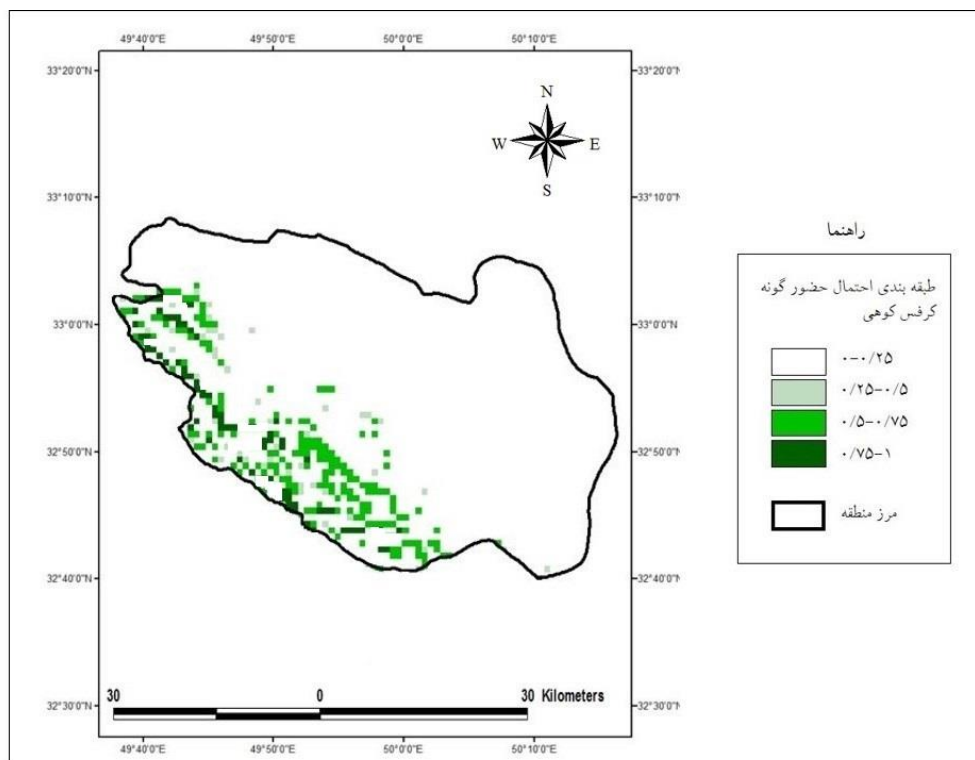 49°40'0"E 49°50'0"E 50°0'0"E 50°10'0"E
33°20'0"N 33°20'0"N
N
W E
S
33°10'0"N 33°10'0"N
33°0'0"N 33°0'0"N
32°50'0"N 32°50'0"N
32°40'0"N 32°40'0"N
32°30'0"N 32°30'0"N
30 0 30 Kilometers
49°40'0"E 49°50'0"E 50°0'0"E 50°10'0"E
راهنما
طبقه بندی احتمال حضور گونه
کرفس کوهی
۰-۰/۲۵
۰/۲۵-۰/۵
۰/۵-۰/۷۵
۰/۷۵-۱
مرز منطقه